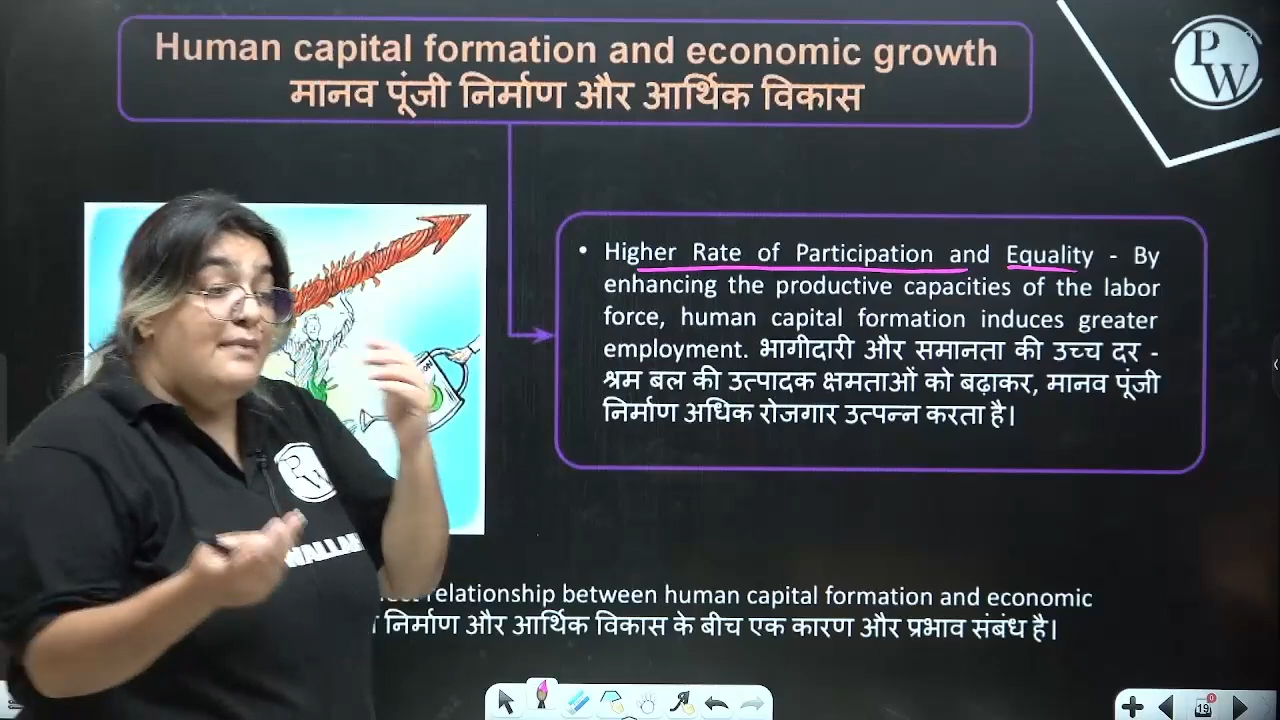 Human capital formation and economic growth
मानव पूंजी निर्माण और आर्थिक विकास
PW
• Higher Rate of Participation and Equality - By
enhancing the productive capacities of the labor
force, human capital formation induces greater
employment. भागीदारी और समानता की उच्च दर -
श्रम बल की उत्पादक क्षमताओं को बढ़ाकर, मानव पूंजी
निर्माण अधिक रोजगार उत्पन्न करता है।
PW
relationship between human capital formation and economic
निर्माण और आर्थिक विकास के बीच एक कारण और प्रभाव संबंध है।
19